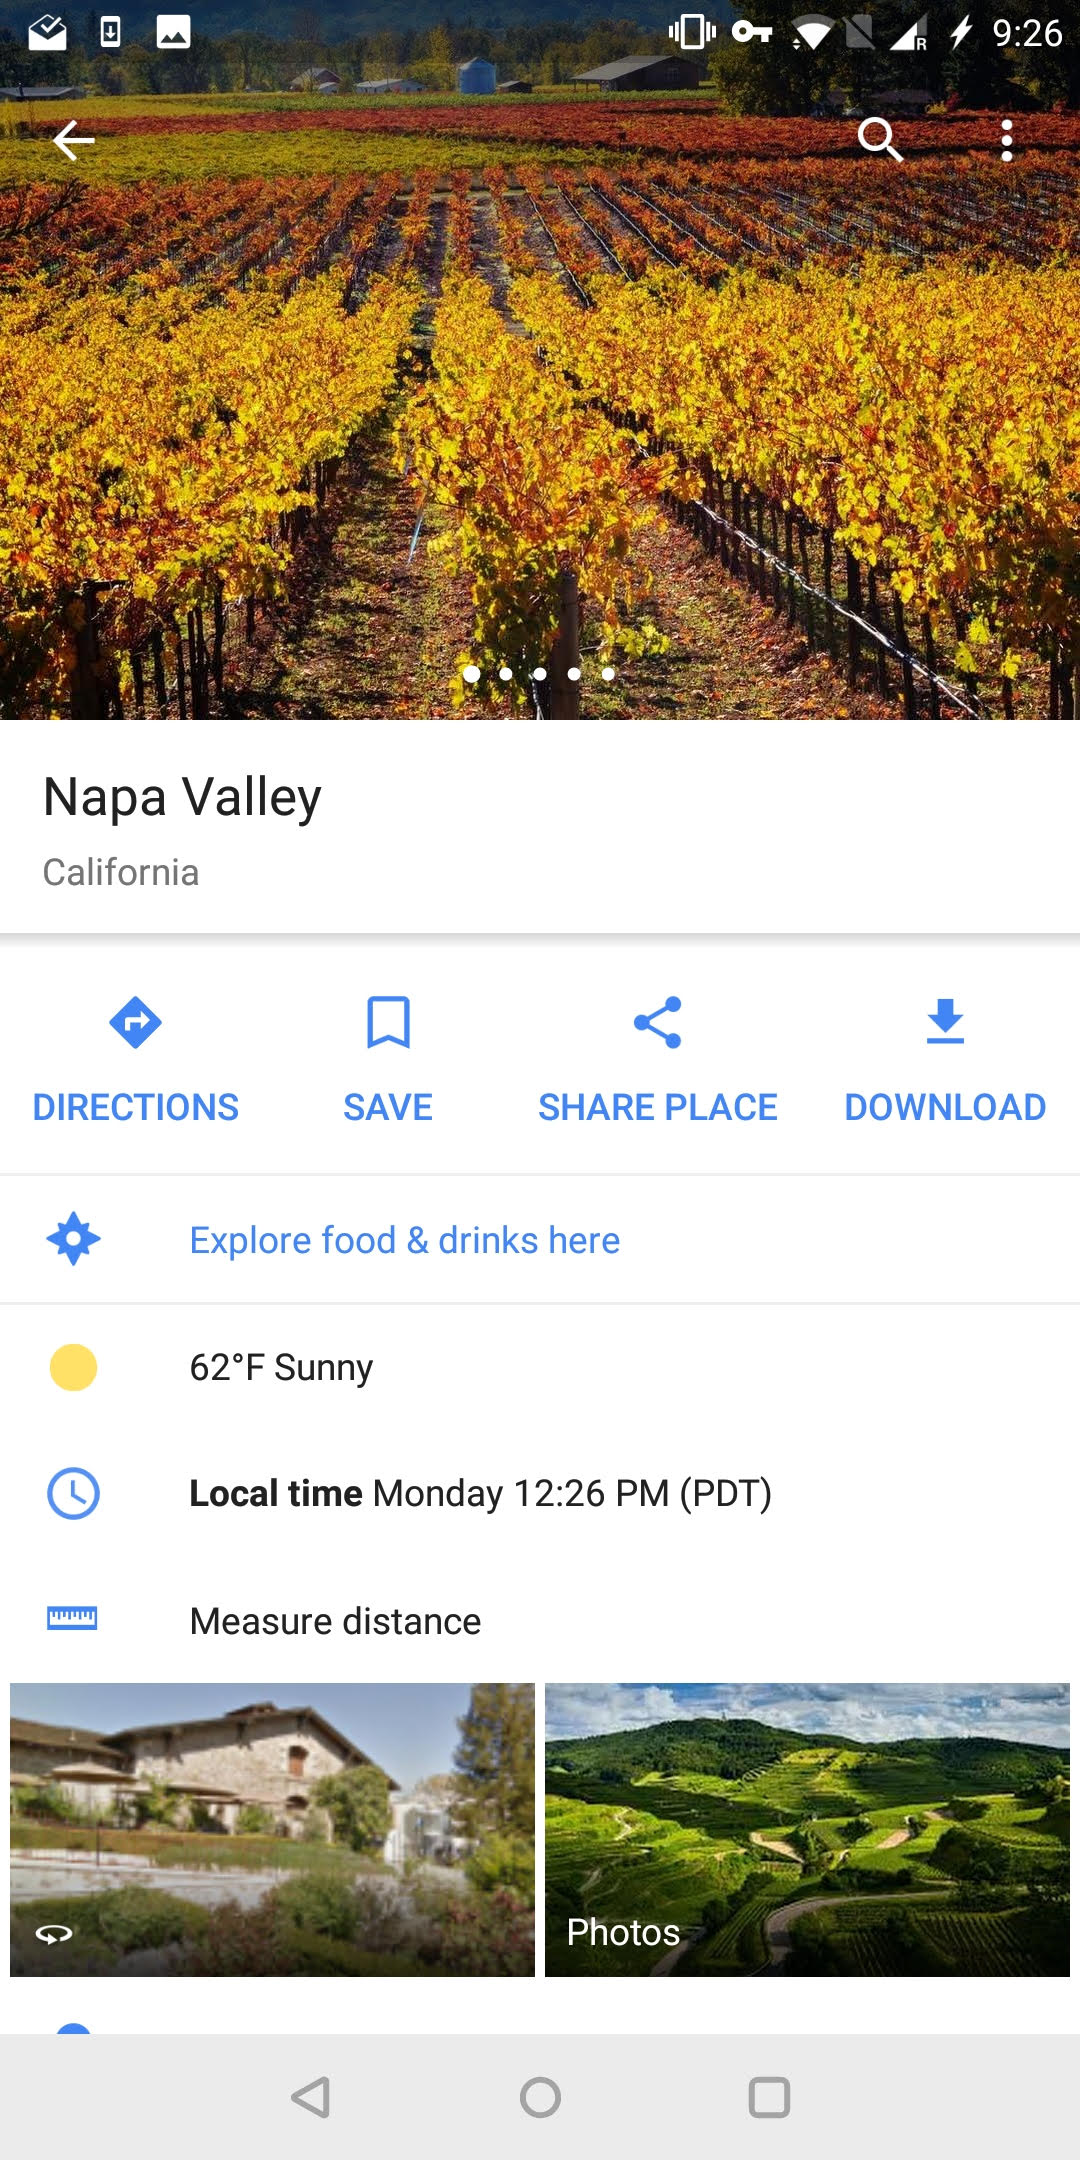 9:26
Napa Valley
California
DIRECTIONS
SAVE
SHARE PLACE
DOWNLOAD
Explore food & drinks here
62°F Sunny
Local time Monday 12:26 PM (PDT)
Measure distance
Photos